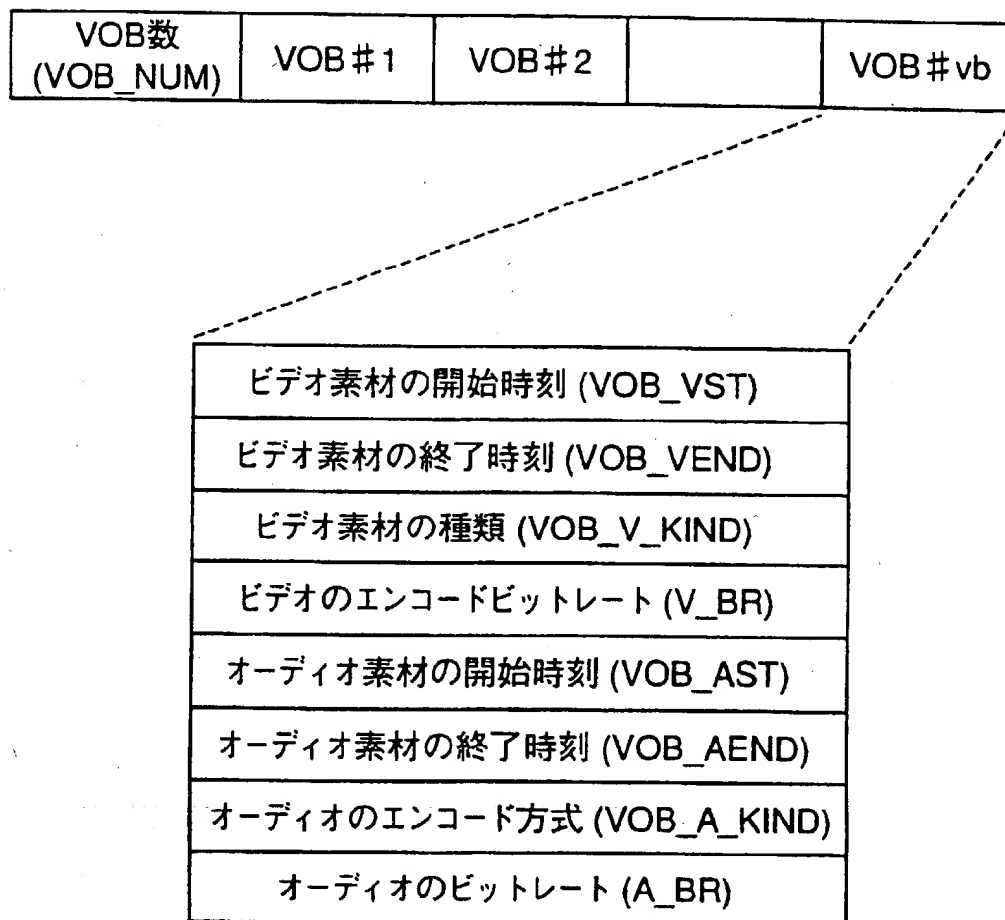 VOB数
(VOB_NUM)
VOB#1
VOB#2
VOB#vb
ビデオ素材の開始時刻 (VOB_VST)
ビデオ素材の終了時刻 (VOB_VEND)
ビデオ素材の種類 (VOB_V_KIND)
ビデオのエンコードビットレート (V_BR)
オーディオ素材の開始時刻 (VOB_AST)
オーディオ素材の終了時刻 (VOB_AEND)
オーディオのエンコード方式 (VOB_A_KIND)
オーディオのビットレート (A_BR)